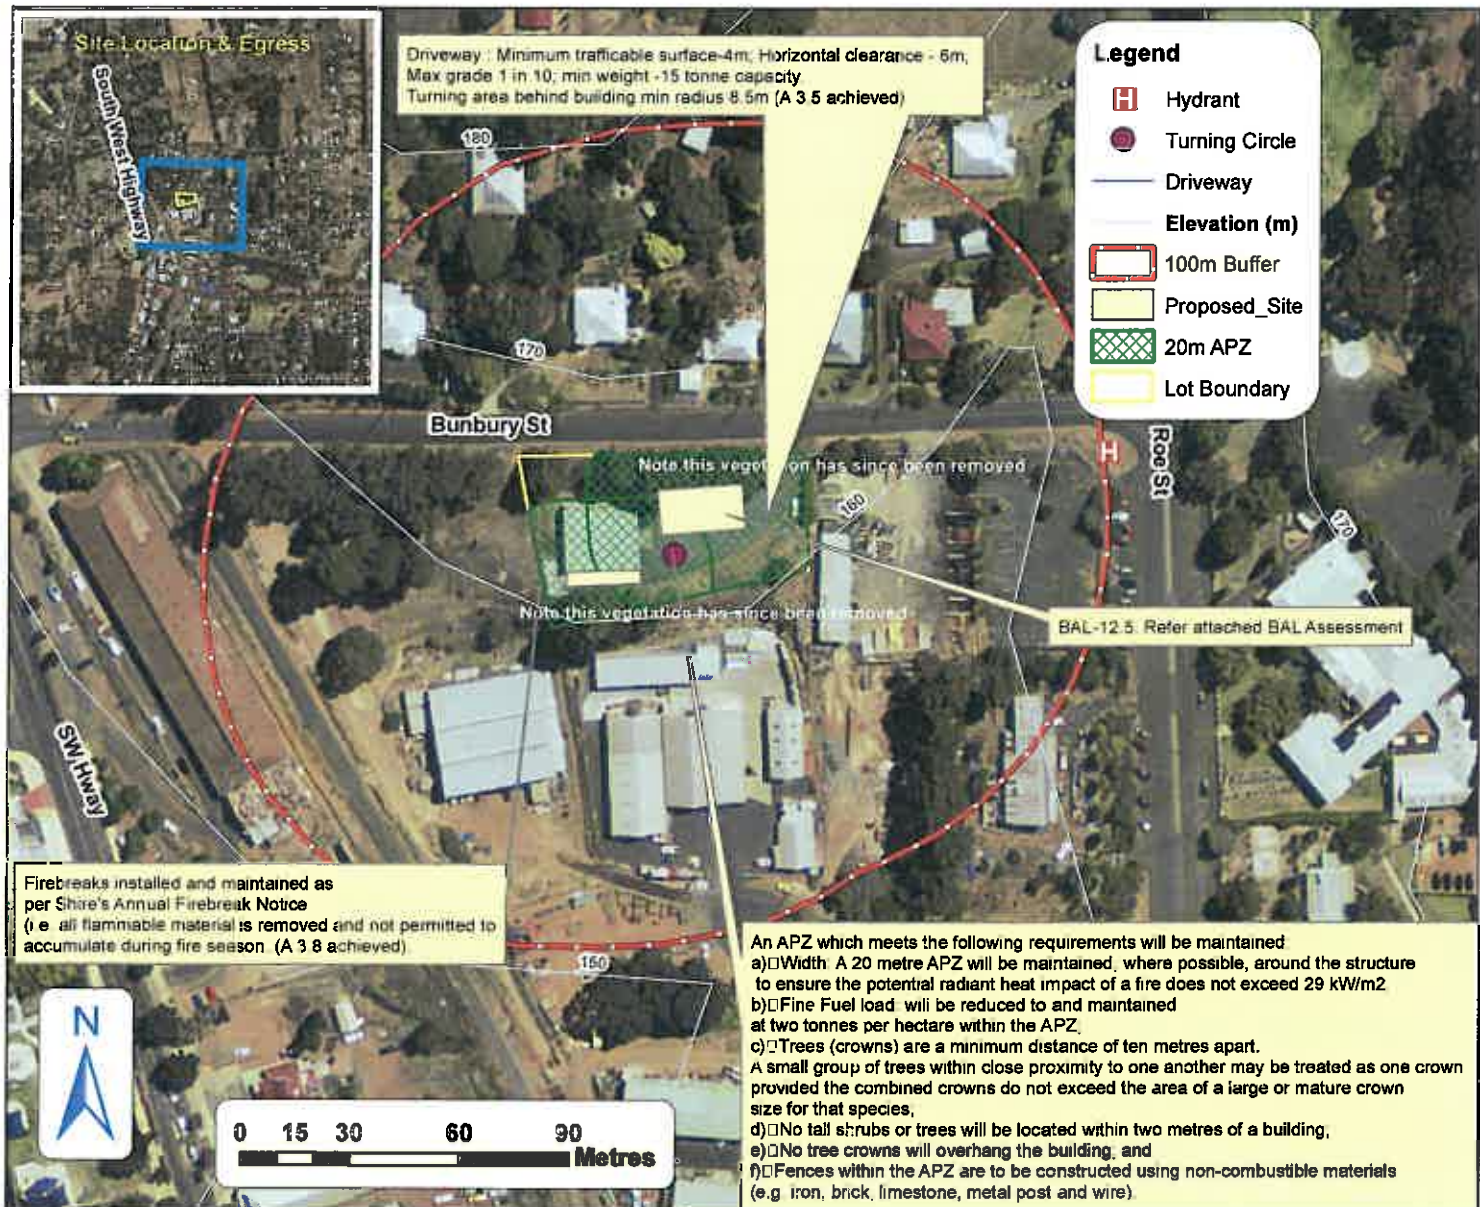 Site Location & Egress
South West Highway
Driveway : Minimum trafficable surface-4m; Horizontal clearance - 6m;
Max grade 1 in 10; min weight -15 tonne capacity
Turning area behind building min radius 8.5m (A 3.5 achieved)
Legend
H Hydrant
Turning Circle
Driveway
Elevation (m)
100m Buffer
Proposed_Site
20m APZ
Lot Boundary
180
170
Bunbury St
Note this vegetation has since been removed
H
Roe St
160
170
Note this vegetation has since been removed
BAL-12.5. Refer attached BAL Assessment
SW Hway
Firebreaks installed and maintained as
per Shire's Annual Firebreak Notice
(i.e. all flammable material is removed and not permitted to
accumulate during fire season. (A 3.8 achieved)
150
An APZ which meets the following requirements will be maintained
a)□Width: A 20 metre APZ will be maintained, where possible, around the structure
to ensure the potential radiant heat impact of a fire does not exceed 29 kW/m2
b)□Fine Fuel load: will be reduced to and maintained
at two tonnes per hectare within the APZ;
c)□Trees (crowns) are a minimum distance of ten metres apart.
A small group of trees within close proximity to one another may be treated as one crown
provided the combined crowns do not exceed the area of a large or mature crown
size for that species;
d)□No tall shrubs or trees will be located within two metres of a building;
e)□No tree crowns will overhang the building; and
f)□Fences within the APZ are to be constructed using non-combustible materials
(e.g. iron, brick, limestone, metal post and wire)
N
0 15 30 60 90
Metres